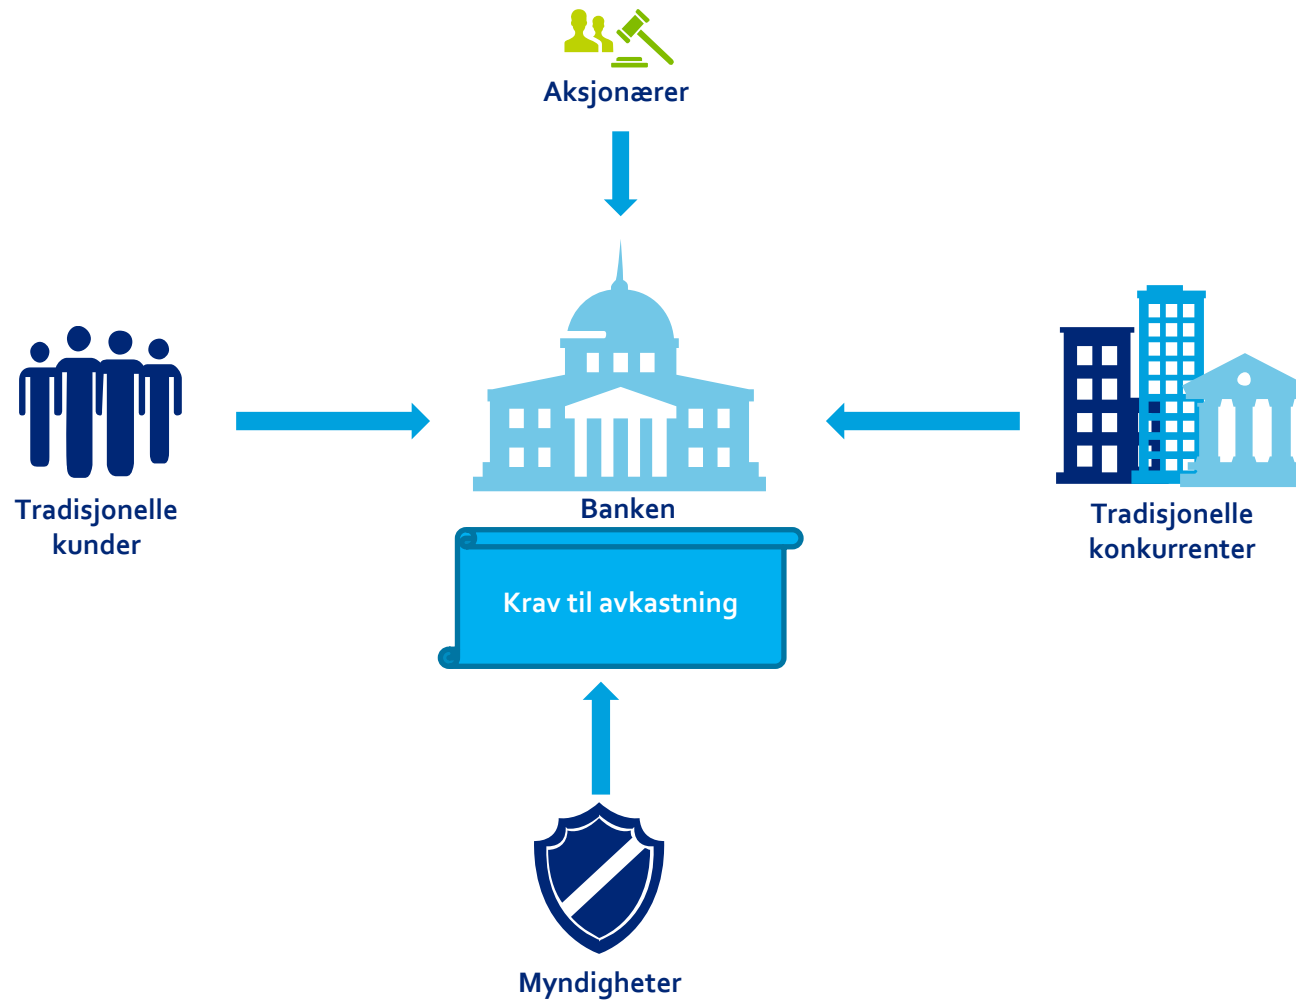 Aksjonærer
Tradisjonelle
kunder
Banken
Krav til avkastning
Tradisjonelle
konkurrenter
Myndigheter